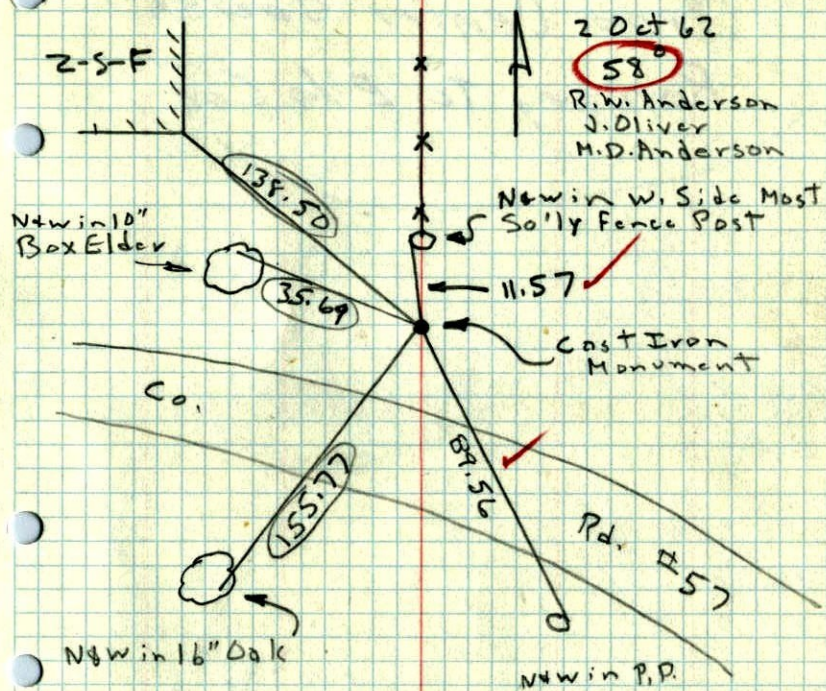 2 Oct 62
58°
R.W. Anderson
J. Oliver
M.D. Anderson
2-S-F
138.50
N&W in W. Side Most
So'ly Fence Post
N&W in 10"
Box Elder
35.69
11.57
Cast Iron
Monument
Co.
155.77
89.56
Rd. #57
N&W in 16" Oak
N&W in P.P.